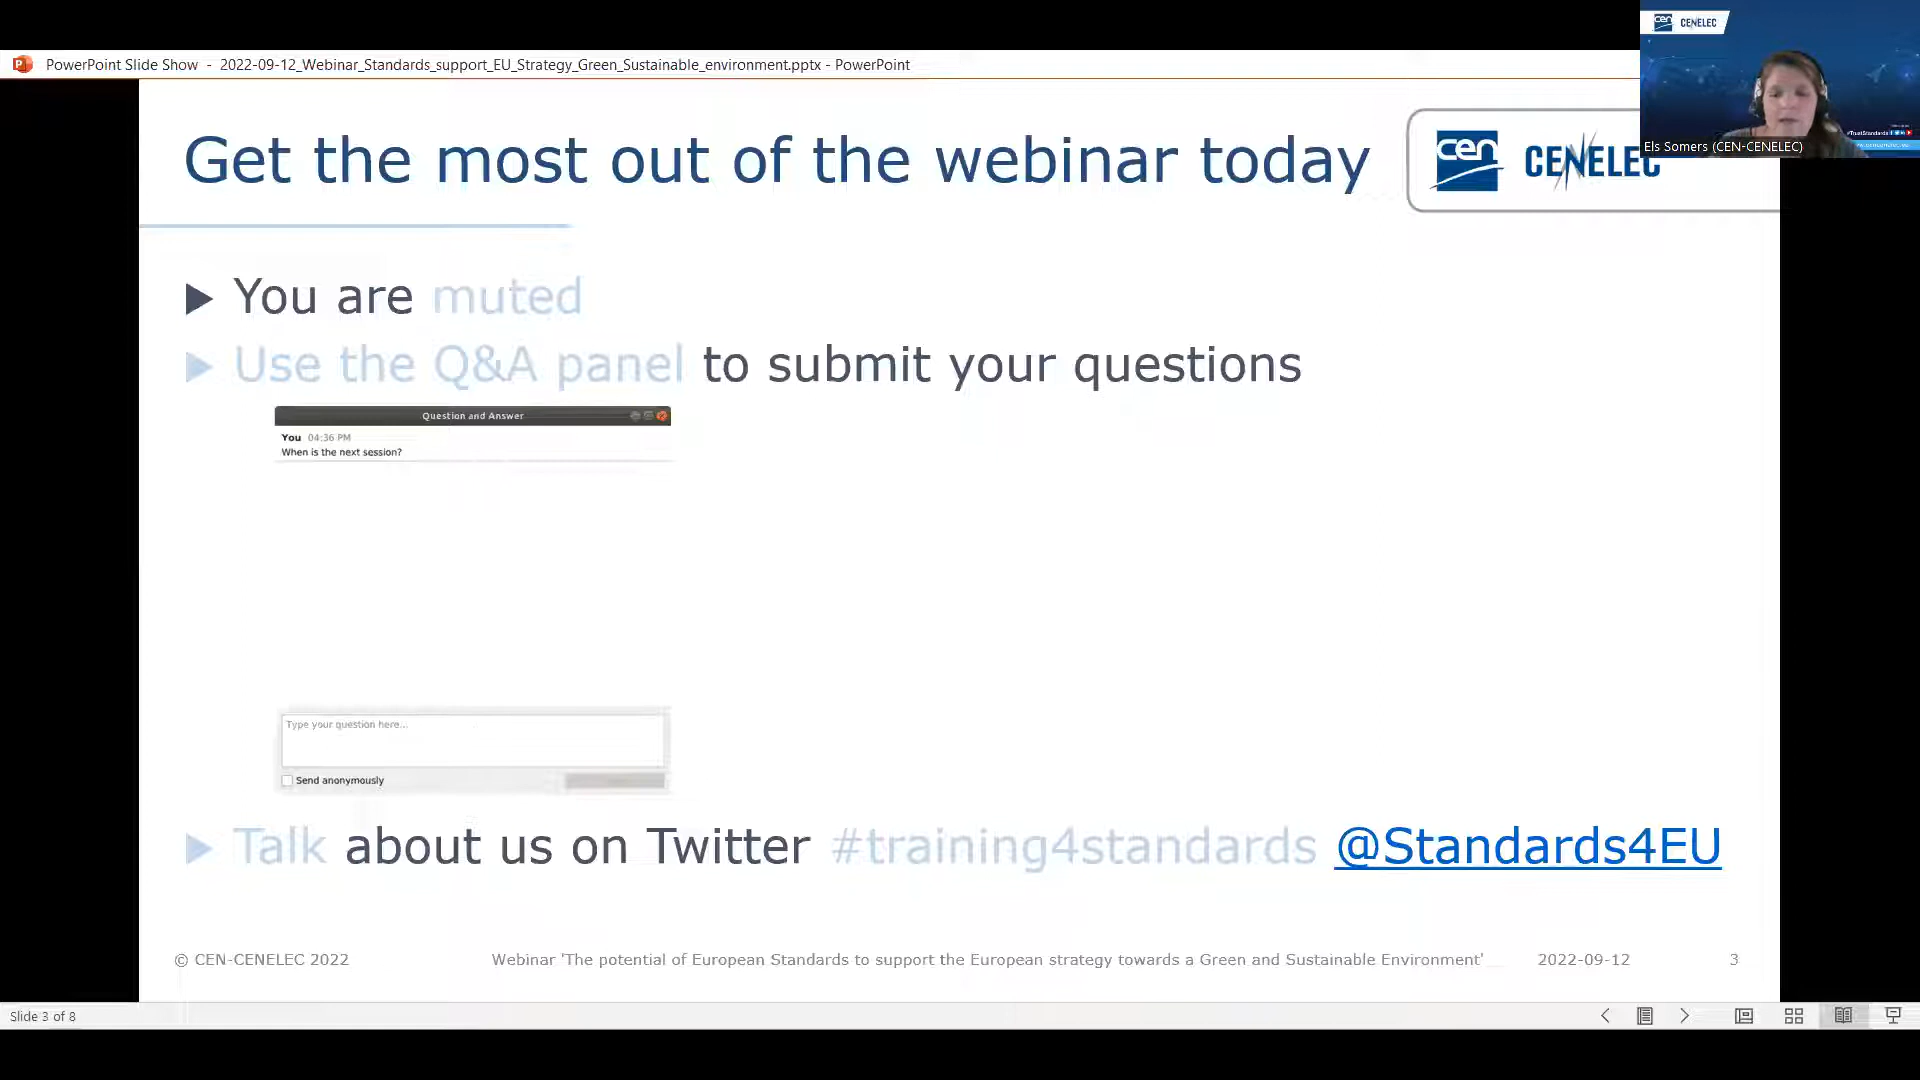 cen CENELEC
PowerPoint Slide Show - 2022-09-12_Webinar_Standards_support_EU_Strategy_Green_Sustainable_environment.pptx - PowerPoint
#TrustStandards
Els Somers (CEN-CENELEC)
Get the most out of the webinar today
cen CENELEC
▶ You are muted
▶ Use the Q&A panel to submit your questions
Question and Answer
You 04:36 PM
When is the next session?
Type your question here...
Send anonymously
▶ Talk about us on Twitter #training4standards @Standards4EU
© CEN-CENELEC 2022 Webinar 'The potential of European Standards to support the European strategy towards a Green and Sustainable Environment' 2022-09-12 3
Slide 3 of 8